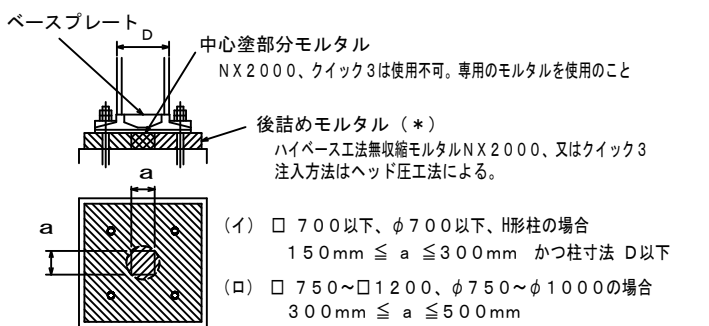 ベースプレート
D
中心塗部分モルタル
NX2000、クイック3は使用不可。専用のモルタルを使用のこと
後詰めモルタル（＊）
ハイベース工法無収縮モルタルNX2000、又はクイック3
注入方法はヘッド圧工法による。
a
a
（イ） □ 700以下、φ700以下、H形柱の場合
150mm ≦ a ≦300mm かつ柱寸法 D以下
（ロ） □ 750～□1200、φ750～φ1000の場合
300mm ≦ a ≦500mm